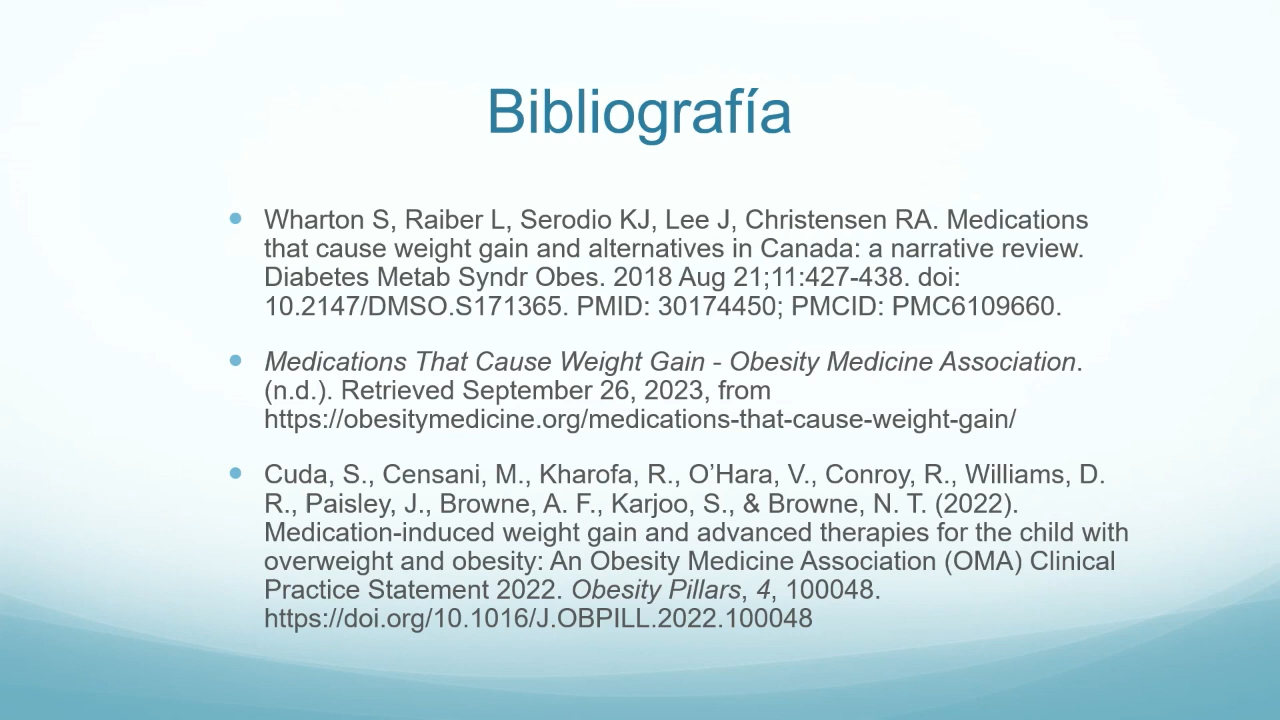 Bibliografía
Wharton S, Raiber L, Serodio KJ, Lee J, Christensen RA. Medications
that cause weight gain and alternatives in Canada: a narrative review.
Diabetes Metab Syndr Obes. 2018 Aug 21;11:427-438. doi:
10.2147/DMSO.S171365. PMID: 30174450; PMCID: PMC6109660.
Medications That Cause Weight Gain - Obesity Medicine Association.
(n.d.). Retrieved September 26, 2023, from
https://obesitymedicine.org/medications-that-cause-weight-gain/
Cuda, S., Censani, M., Kharofa, R., O’Hara, V., Conroy, R., Williams, D.
R., Paisley, J., Browne, A. F., Karjoo, S., & Browne, N. T. (2022).
Medication-induced weight gain and advanced therapies for the child with
overweight and obesity: An Obesity Medicine Association (OMA) Clinical
Practice Statement 2022. Obesity Pillars, 4, 100048.
https://doi.org/10.1016/J.OBPILL.2022.100048